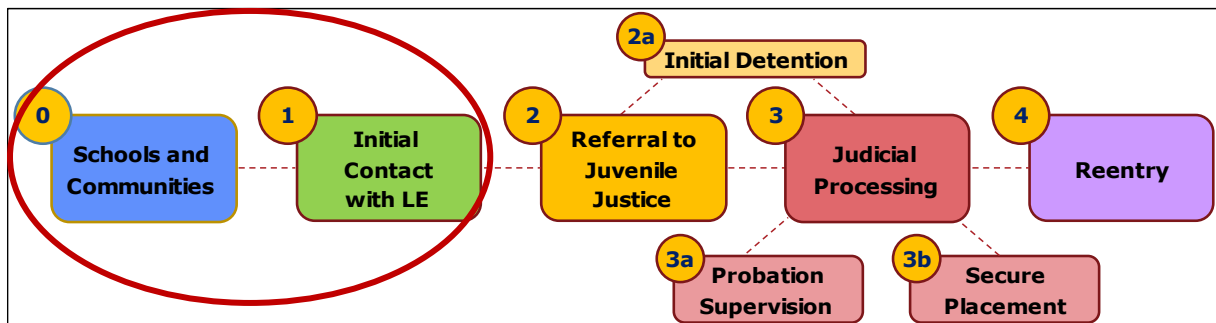 2a
Initial Detention
0
Schools and
Communities
1
Initial
Contact
with LE
2
Referral to
Juvenile
Justice
3
Judicial
Processing
4
Reentry
3a
Probation
Supervision
3b
Secure
Placement